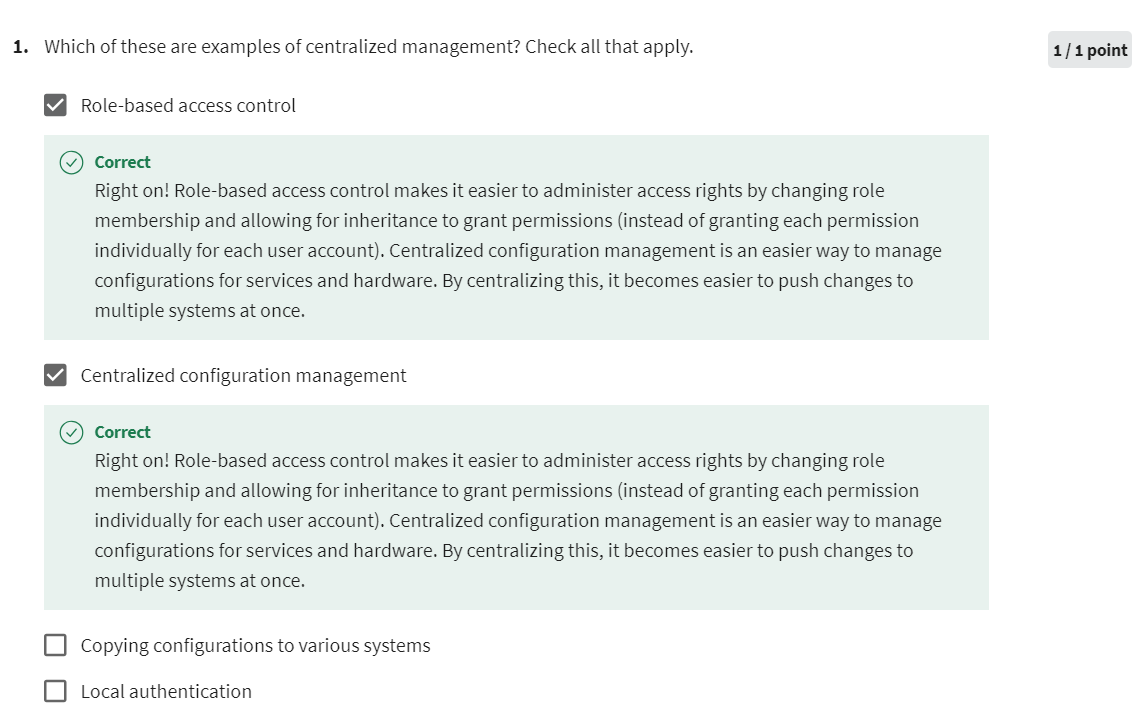 1. Which of these are examples of centralized management? Check all that apply.
1 / 1 point
Role-based access control
Correct
Right on! Role-based access control makes it easier to administer access rights by changing role
membership and allowing for inheritance to grant permissions (instead of granting each permission
individually for each user account). Centralized configuration management is an easier way to manage
configurations for services and hardware. By centralizing this, it becomes easier to push changes to
multiple systems at once.
Centralized configuration management
Correct
Right on! Role-based access control makes it easier to administer access rights by changing role
membership and allowing for inheritance to grant permissions (instead of granting each permission
individually for each user account). Centralized configuration management is an easier way to manage
configurations for services and hardware. By centralizing this, it becomes easier to push changes to
multiple systems at once.
Copying configurations to various systems
Local authentication